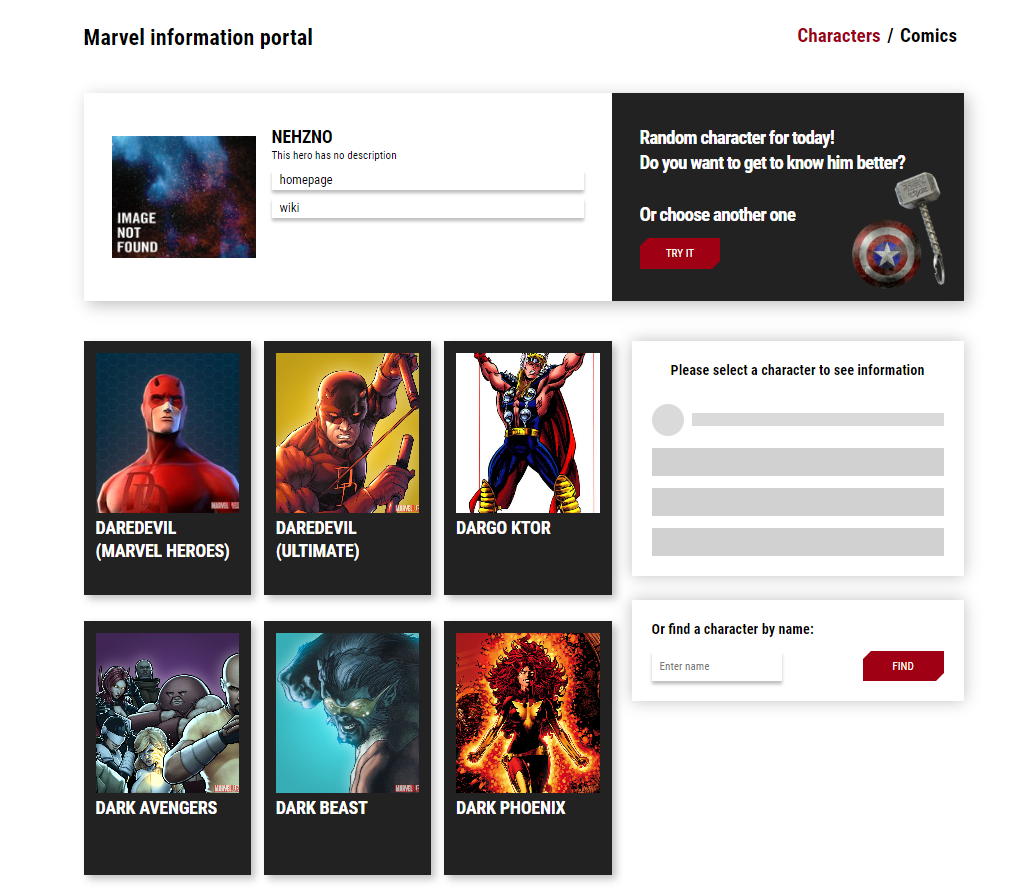 Marvel information portal
Characters / Comics
IMAGE
NOT
FOUND
NEHZNO
This hero has no description
homepage
wiki
Random character for today!
Do you want to get to know him better?
Or choose another one
TRY IT
DAREDEVIL
(MARVEL HEROES)
DAREDEVIL
(ULTIMATE)
DARGO KTOR
Please select a character to see information
DARK AVENGERS
DARK BEAST
DARK PHOENIX
Or find a character by name:
Enter name
FIND